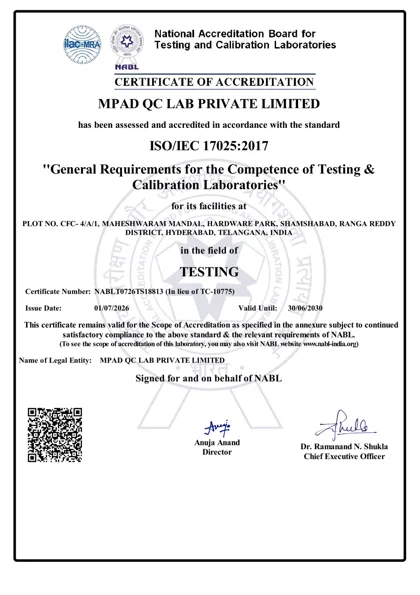 ilac-MRA
NABL
National Accreditation Board for
Testing and Calibration Laboratories
CERTIFICATE OF ACCREDITATION
MPAD QC LAB PRIVATE LIMITED
has been assessed and accredited in accordance with the standard
ISO/IEC 17025:2017
"General Requirements for the Competence of Testing &
Calibration Laboratories"
for its facilities at
PLOT NO. CFC- 4/A/1, MAHESHWARAM MANDAL, HARDWARE PARK, SHAMSHABAD, RANGA REDDY
DISTRICT, HYDERABAD, TELANGANA, INDIA
in the field of
TESTING
Certificate Number: NABLT0726TS18813 (In lieu of TC-10775)
Issue Date: 01/07/2026 Valid Until: 30/06/2030
This certificate remains valid for the Scope of Accreditation as specified in the annexure subject to continued
satisfactory compliance to the above standard & the relevant requirements of NABL.
(To see the scope of accreditation of this laboratory, you may also visit NABL website www.nabl-india.org)
Name of Legal Entity: MPAD QC LAB PRIVATE LIMITED
Signed for and on behalf of NABL
Anuja Anand
Director
Dr. Ramanand N. Shukla
Chief Executive Officer